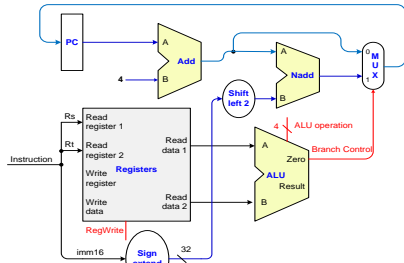 PC
A
Add
4
B
A
Nadd
B
0
M
U
X
1
Shift
left 2
Rs
Rt
Instruction
Read
register 1
Read
register 2
Registers
Write
register
Write
data
Read
data 1
Read
data 2
RegWrite
imm16
Sign
extend
32
4
ALU operation
A
Zero
ALU
Result
B
Branch Control